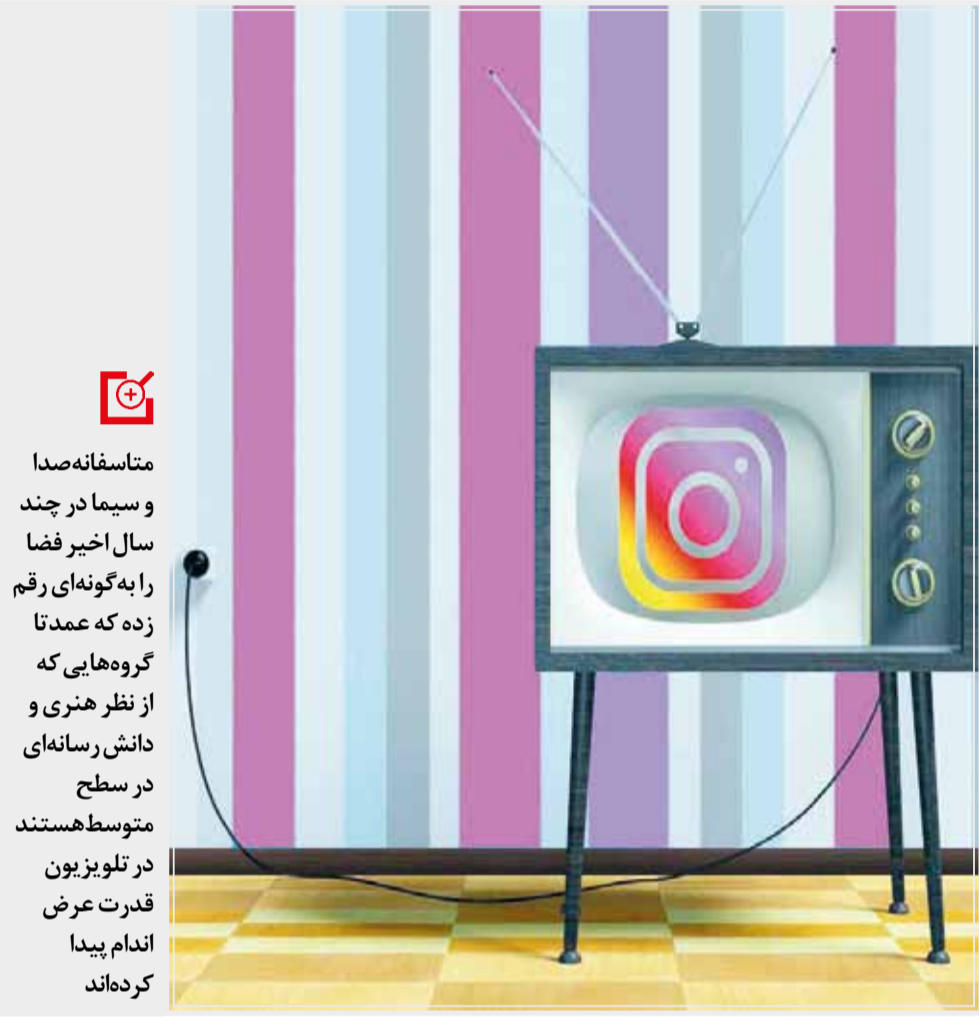 متاسفانه‌صدا
و سیما در چند
سال اخیر فضا
را به‌گونه‌ای رقم
زده که عمدتا
گروه‌هایی که
از نظر هنری و
دانش رسانه‌ای
در سطح
متوسط‌هستند
در تلویزیون
قدرت عرض
اندام پیدا
کرده‌اند